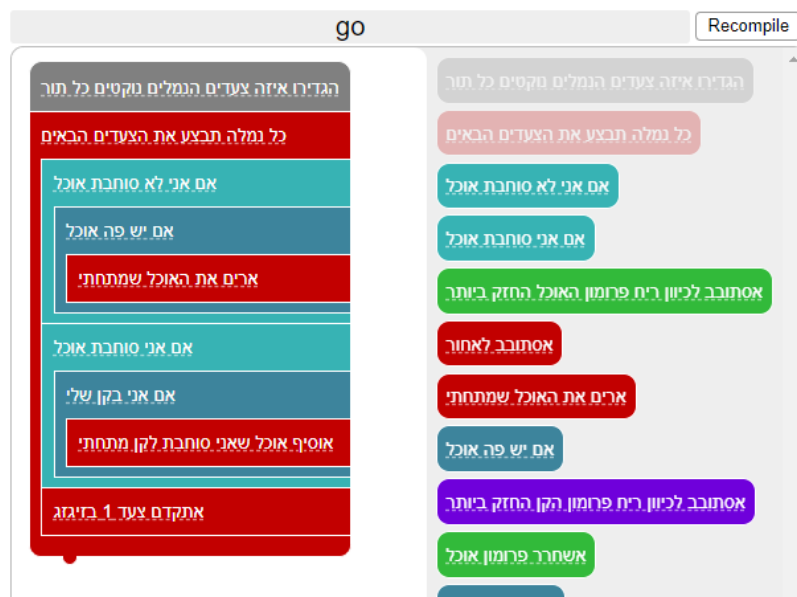 go
Recompile
הגדירו איזה צעדים הנמלים נוקטים כל תור
כל נמלה תבצע את הצעדים הבאים
אם אני לא סוחבת אוכל
אם יש פה אוכל
ארים את האוכל שמתחתי
אם אני סוחבת אוכל
אם אני בקן שלי
אוסיף אוכל שאני סוחבת לקן מתחתי
אתקדם צעד 1 בזיגזג
הגדירו איזה צעדים הנמלים נוקטים כל תור
כל נמלה תבצע את הצעדים הבאים
אם אני לא סוחבת אוכל
אם אני סוחבת אוכל
אסתובב לכיוון ריח פרומון האוכל החזק ביותר
אסתובב לאחור
ארים את האוכל שמתחתי
אם יש פה אוכל
אסתובב לכיוון ריח פרומון הקן החזק ביותר
אשחרר פרומון אוכל